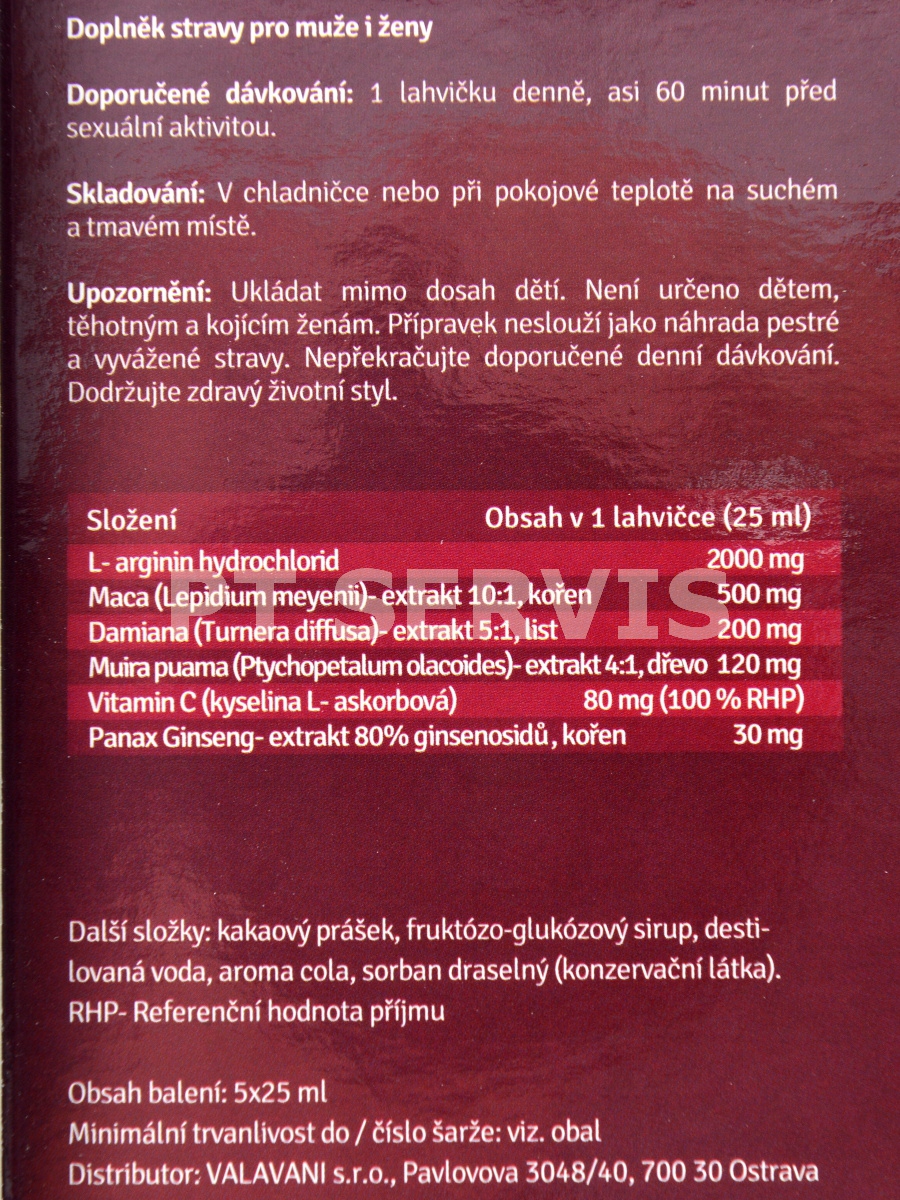 Doplněk stravy pro muže i ženy
Doporučené dávkování: 1 lahvičku denně, asi 60 minut před
sexuální aktivitou.
Skladování: V chladničce nebo při pokojové teplotě na suchém
a tmavém místě.
Upozornění: Ukládat mimo dosah dětí. Není určeno dětem,
těhotným a kojícím ženám. Přípravek neslouží jako náhrada pestré
a vyvážené stravy. Nepřekračujte doporučené denní dávkování.
Dodržujte zdravý životní styl.
Složení Obsah v 1 lahvičce (25 ml)
L- arginin hydrochlorid 2000 mg
Maca (Lepidium meyenii)- extrakt 10:1, kořen 500 mg
PT SERVIS
Damiana (Turnera diffusa)- extrakt 5:1, list 200 mg
Muira puama (Ptychopetalum olacoides)- extrakt 4:1, dřevo 120 mg
Vitamin C (kyselina L- askorbová) 80 mg (100 % RHP)
Panax Ginseng- extrakt 80% ginsenosidů, kořen 30 mg
Další složky: kakaový prášek, fruktózo-glukózový sirup, desti-
lovaná voda, aroma cola, sorban draselný (konzervační látka).
RHP- Referenční hodnota příjmu
Obsah balení: 5x25 ml
Minimální trvanlivost do / číslo šarže: viz. obal
Distributor: VALAVANI s.r.o., Pavlovova 3048/40, 700 30 Ostrava